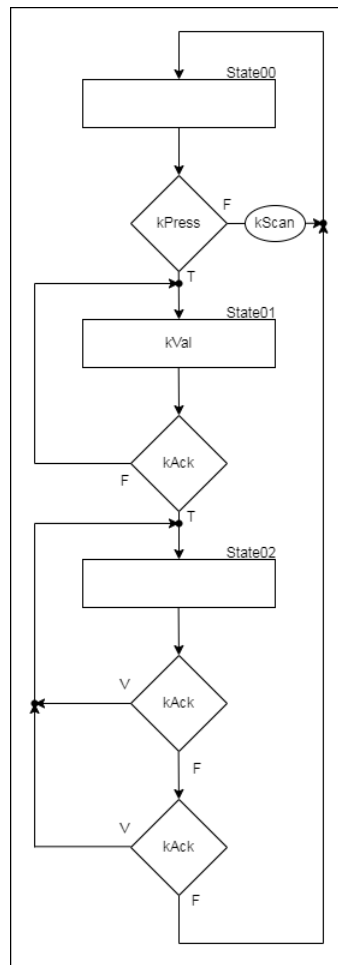 State00
F
kPress
kScan
T
State01
kVal
kAck
F
T
State02
V
kAck
F
V
kAck
F